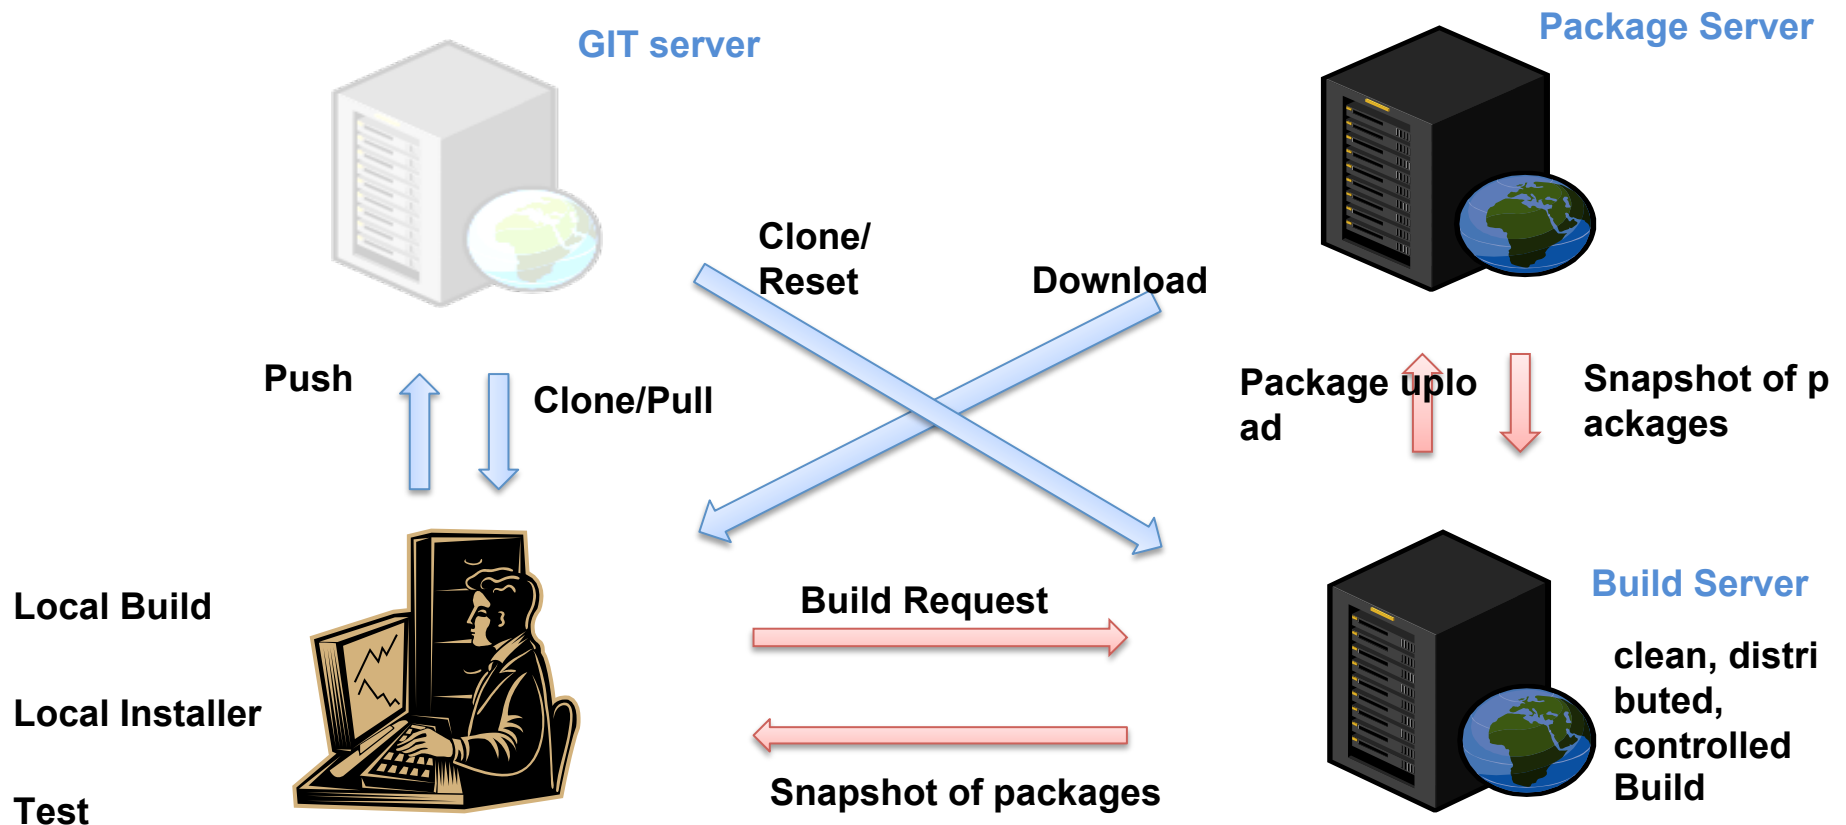 GIT server
Package Server
Clone/
Reset
Download
Push
Clone/Pull
Package uplo
ad
Snapshot of p
ackages
Local Build
Local Installer
Test
Build Request
Snapshot of packages
Build Server
clean, distri
buted,
controlled
Build